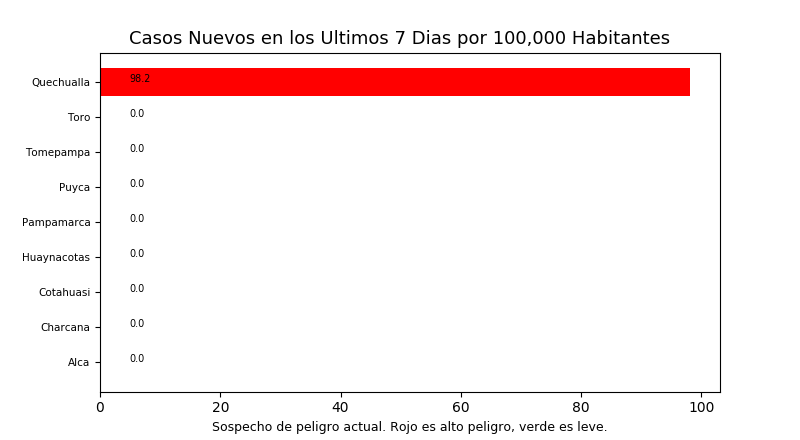 Casos Nuevos en los Ultimos 7 Dias por 100,000 Habitantes
Quechualla 98.2
Toro 0.0
Tomepampa 0.0
Puyca 0.0
Pampamarca 0.0
Huaynacotas 0.0
Cotahuasi 0.0
Charcana 0.0
Alca 0.0
0 20 40 60 80 100
Sospecho de peligro actual. Rojo es alto peligro, verde es leve.